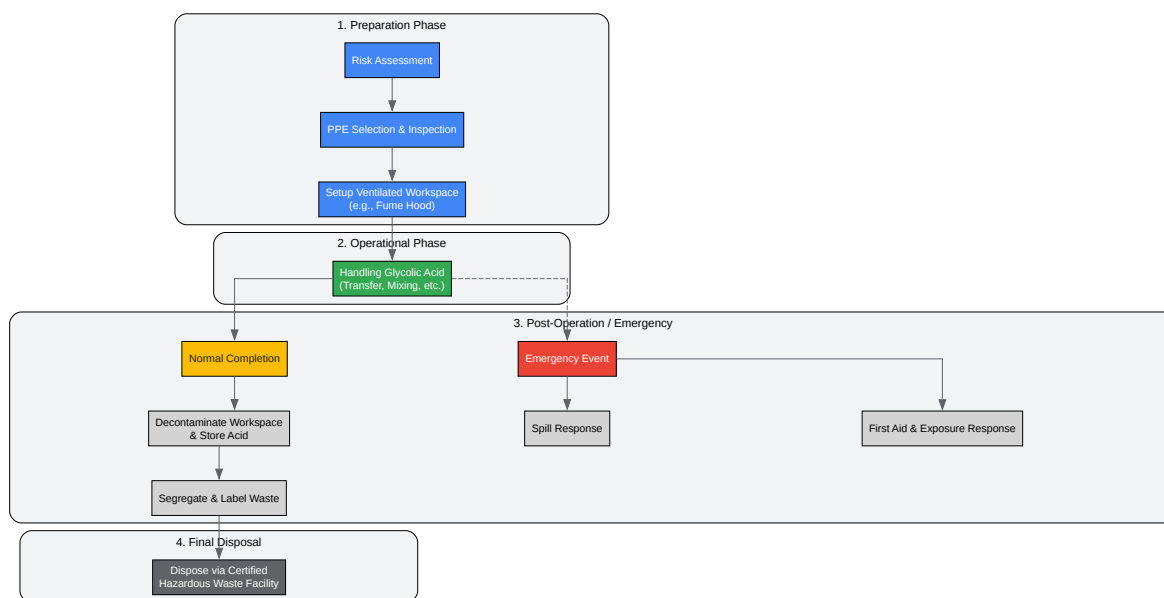 1. Preparation Phase
Risk Assessment
PPE Selection & Inspection
Setup Ventilated Workspace
(e.g., Fume Hood)
2. Operational Phase
Handling Glycolic Acid
(Transfer, Mixing, etc.)
3. Post-Operation / Emergency
Normal Completion
Emergency Event
Decontaminate Workspace
& Store Acid
Spill Response
First Aid & Exposure Response
Segregate & Label Waste
4. Final Disposal
Dispose via Certified
Hazardous Waste Facility